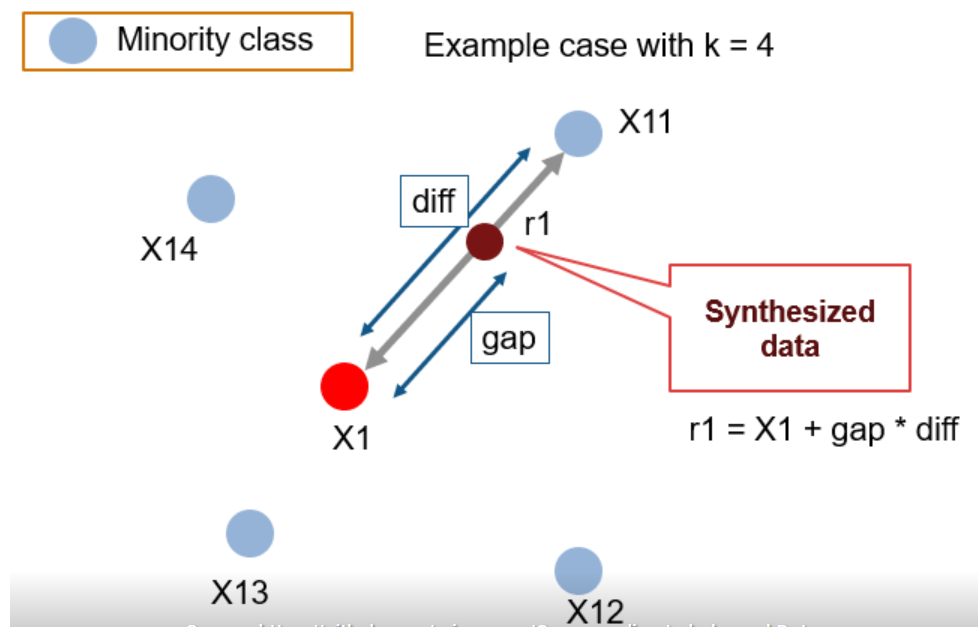 Minority class
Example case with k = 4
X11
diff
r1
X14
Synthesized
data
gap
X1
r1 = X1 + gap * diff
X13
X12